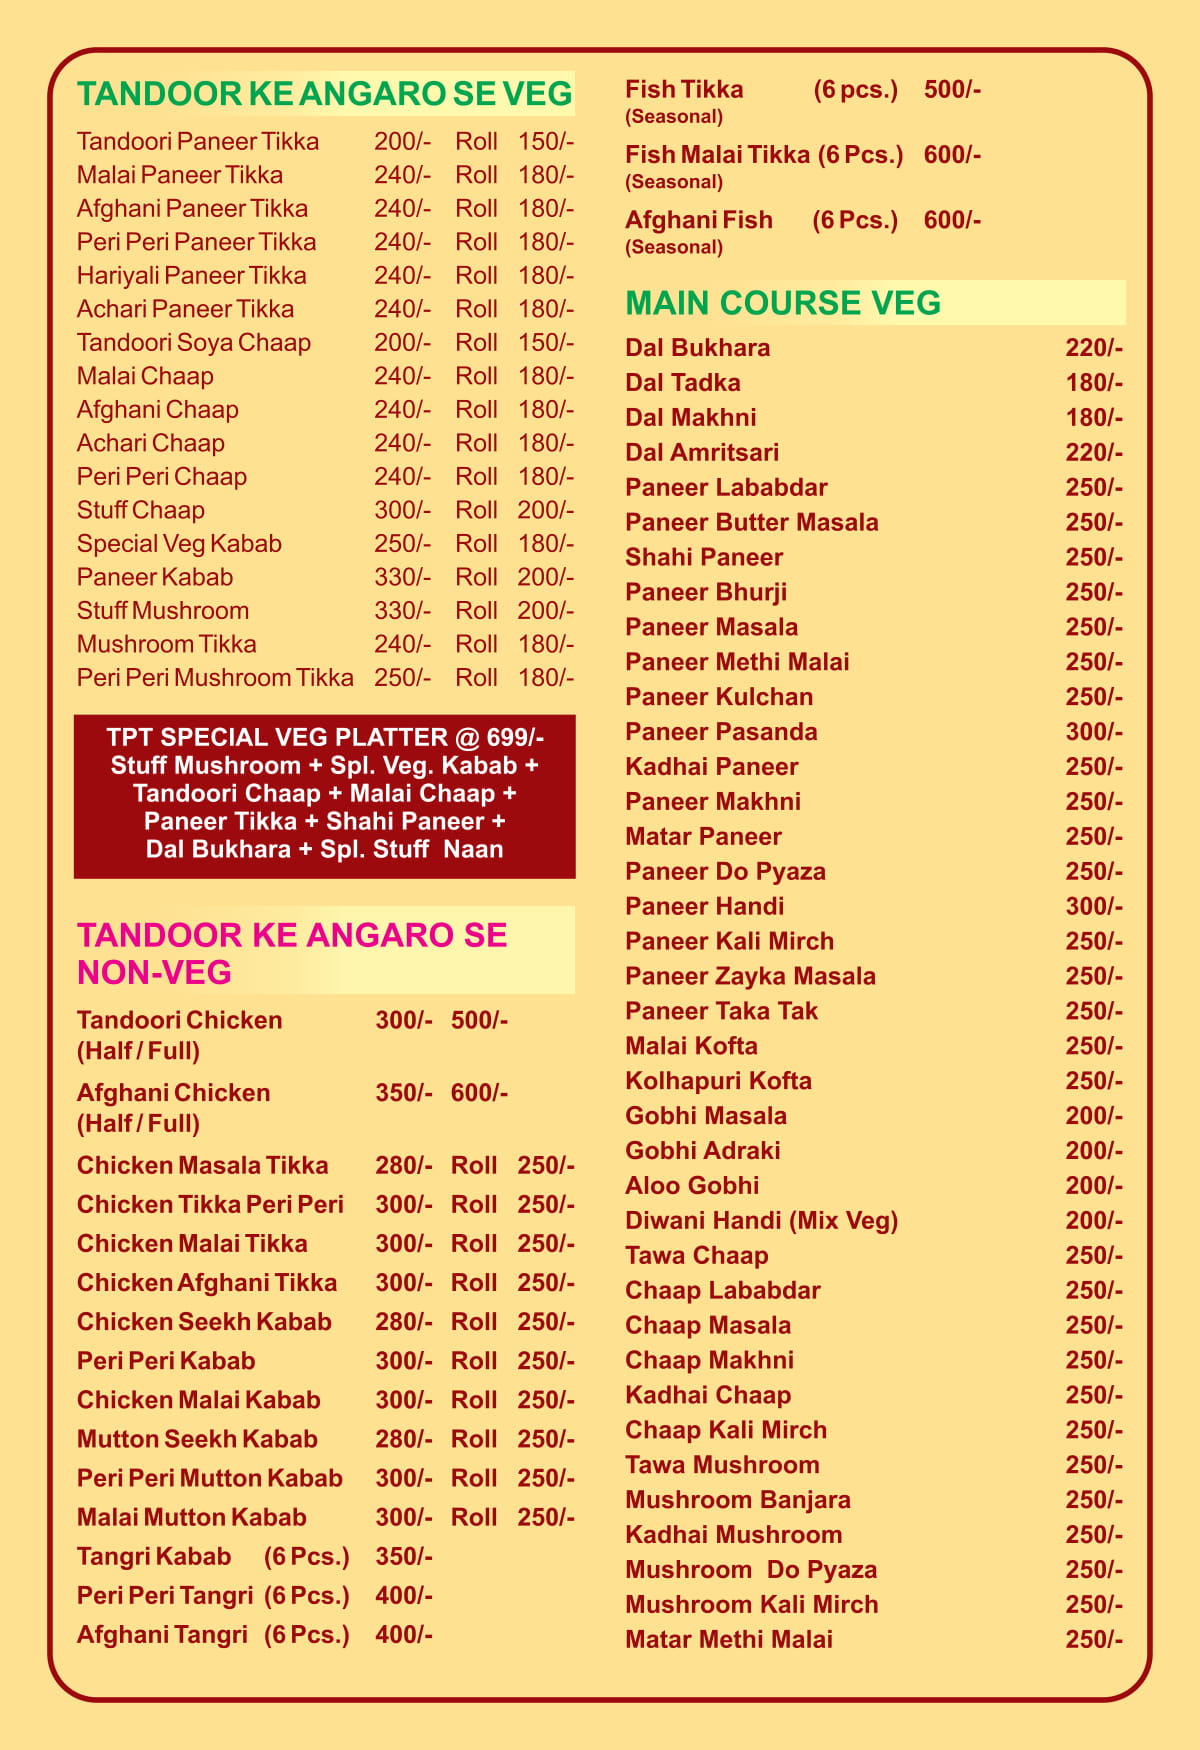 TANDOOR KE ANGARO SE VEG
Tandoori Paneer Tikka 200/- Roll 150/-
Malai Paneer Tikka 240/- Roll 180/-
Afghani Paneer Tikka 240/- Roll 180/-
Peri Peri Paneer Tikka 240/- Roll 180/-
Hariyali Paneer Tikka 240/- Roll 180/-
Achari Paneer Tikka 240/- Roll 180/-
Tandoori Soya Chaap 200/- Roll 150/-
Malai Chaap 240/- Roll 180/-
Afghani Chaap 240/- Roll 180/-
Achari Chaap 240/- Roll 180/-
Peri Peri Chaap 240/- Roll 180/-
Stuff Chaap 300/- Roll 200/-
Special Veg Kabab 250/- Roll 180/-
Paneer Kabab 330/- Roll 200/-
Stuff Mushroom 330/- Roll 200/-
Mushroom Tikka 240/- Roll 180/-
Peri Peri Mushroom Tikka 250/- Roll 180/-
TPT SPECIAL VEG PLATTER @ 699/-
Stuff Mushroom + Spl. Veg. Kabab +
Tandoori Chaap + Malai Chaap +
Paneer Tikka + Shahi Paneer +
Dal Bukhara + Spl. Stuff Naan
TANDOOR KE ANGARO SE
NON-VEG
Tandoori Chicken 300/- 500/-
(Half / Full)
Afghani Chicken 350/- 600/-
(Half / Full)
Chicken Masala Tikka 280/- Roll 250/-
Chicken Tikka Peri Peri 300/- Roll 250/-
Chicken Malai Tikka 300/- Roll 250/-
Chicken Afghani Tikka 300/- Roll 250/-
Chicken Seekh Kabab 280/- Roll 250/-
Peri Peri Kabab 300/- Roll 250/-
Chicken Malai Kabab 300/- Roll 250/-
Mutton Seekh Kabab 280/- Roll 250/-
Peri Peri Mutton Kabab 300/- Roll 250/-
Malai Mutton Kabab 300/- Roll 250/-
Tangri Kabab (6 Pcs.) 350/-
Peri Peri Tangri (6 Pcs.) 400/-
Afghani Tangri (6 Pcs.) 400/-
Fish Tikka (6 pcs.) 500/-
(Seasonal)
Fish Malai Tikka (6 Pcs.) 600/-
(Seasonal)
Afghani Fish (6 Pcs.) 600/-
(Seasonal)
MAIN COURSE VEG
Dal Bukhara 220/-
Dal Tadka 180/-
Dal Makhni 180/-
Dal Amritsari 220/-
Paneer Lababdar 250/-
Paneer Butter Masala 250/-
Shahi Paneer 250/-
Paneer Bhurji 250/-
Paneer Masala 250/-
Paneer Methi Malai 250/-
Paneer Kulchan 250/-
Paneer Pasanda 300/-
Kadhai Paneer 250/-
Paneer Makhni 250/-
Matar Paneer 250/-
Paneer Do Pyaza 250/-
Paneer Handi 300/-
Paneer Kali Mirch 250/-
Paneer Zayka Masala 250/-
Paneer Taka Tak 250/-
Malai Kofta 250/-
Kolhapuri Kofta 250/-
Gobhi Masala 200/-
Gobhi Adraki 200/-
Aloo Gobhi 200/-
Diwani Handi (Mix Veg) 200/-
Tawa Chaap 250/-
Chaap Lababdar 250/-
Chaap Masala 250/-
Chaap Makhni 250/-
Kadhai Chaap 250/-
Chaap Kali Mirch 250/-
Tawa Mushroom 250/-
Mushroom Banjara 250/-
Kadhai Mushroom 250/-
Mushroom Do Pyaza 250/-
Mushroom Kali Mirch 250/-
Matar Methi Malai 250/-